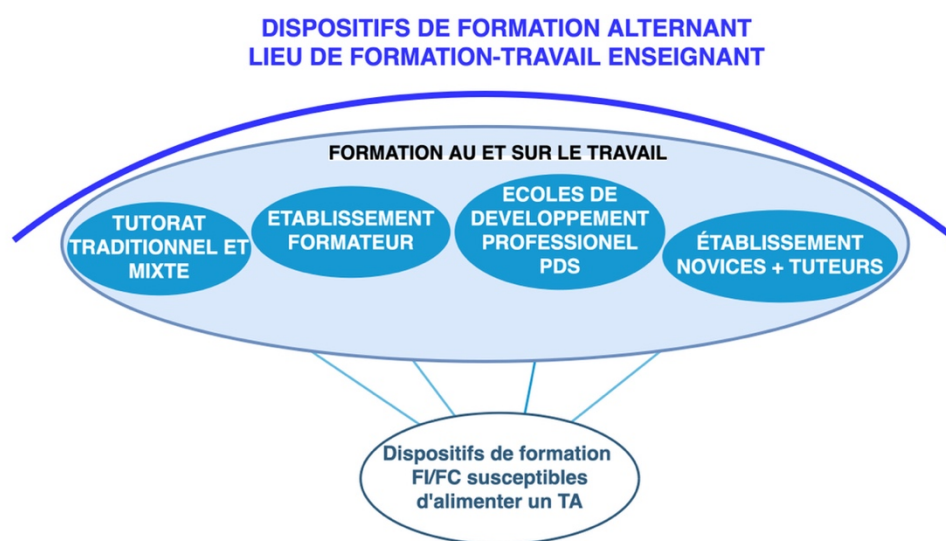 DISPOSITIFS DE FORMATION ALTERNANT
LIEU DE FORMATION-TRAVAIL ENSEIGNANT
FORMATION AU ET SUR LE TRAVAIL
TUTORAT
TRADITIONNEL ET
MIXTE
ETABLISSEMENT
FORMATEUR
ECOLES DE
DEVELOPPEMENT
PROFESSIONEL
PDS
ÉTABLISSEMENT
NOVICES + TUTEURS
Dispositifs de formation
FI/FC susceptibles
d'alimenter un TA